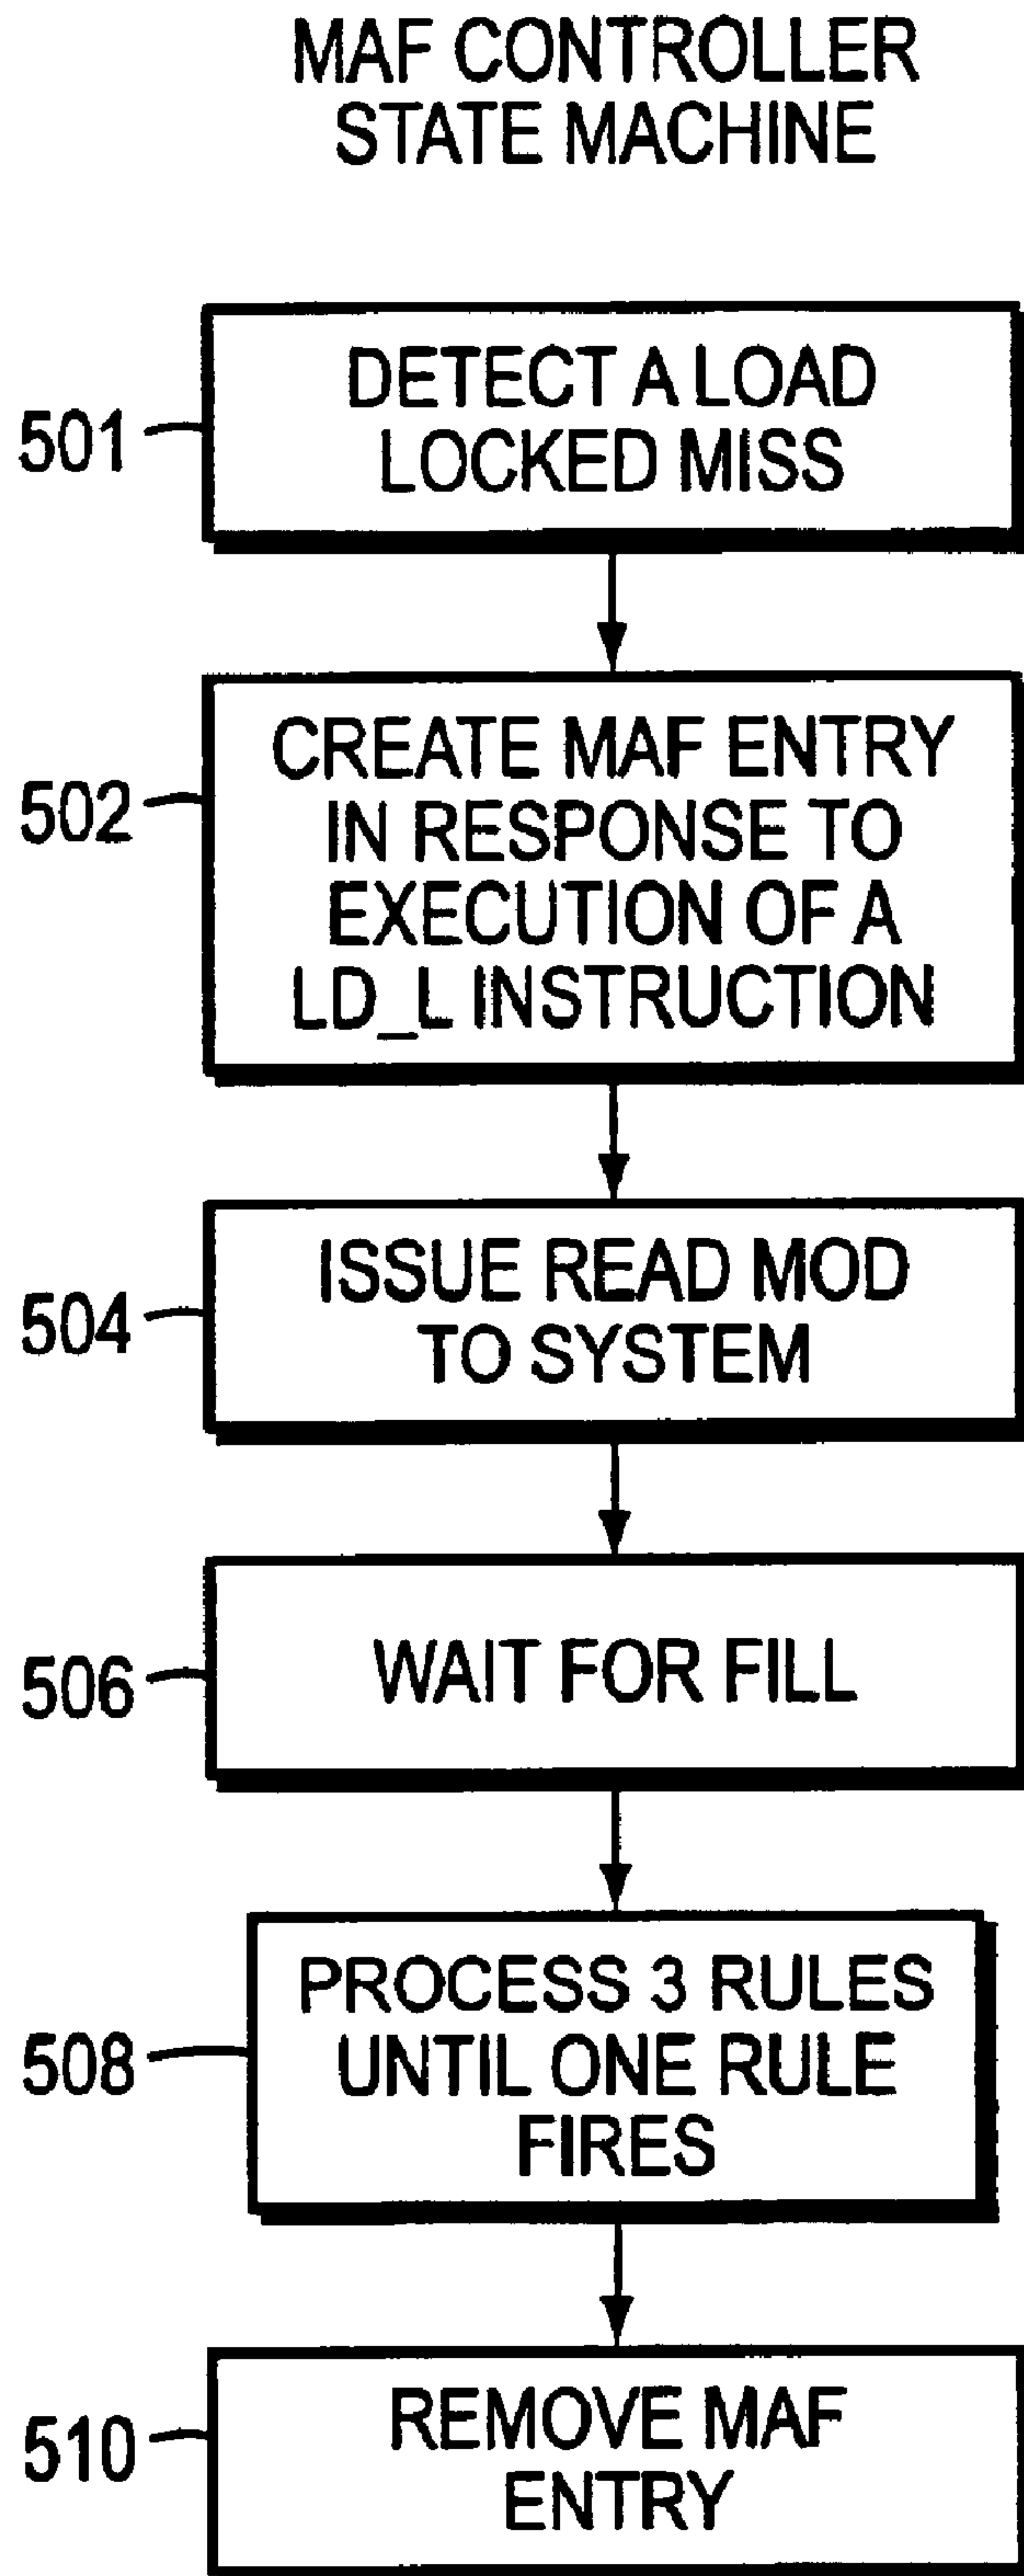 MAF CONTROLLER
STATE MACHINE
501
DETECT A LOAD
LOCKED MISS
502
CREATE MAF ENTRY
IN RESPONSE TO
EXECUTION OF A
LD_L INSTRUCTION
504
ISSUE READ MOD
TO SYSTEM
506
WAIT FOR FILL
508
PROCESS 3 RULES
UNTIL ONE RULE
FIRES
510
REMOVE MAF
ENTRY